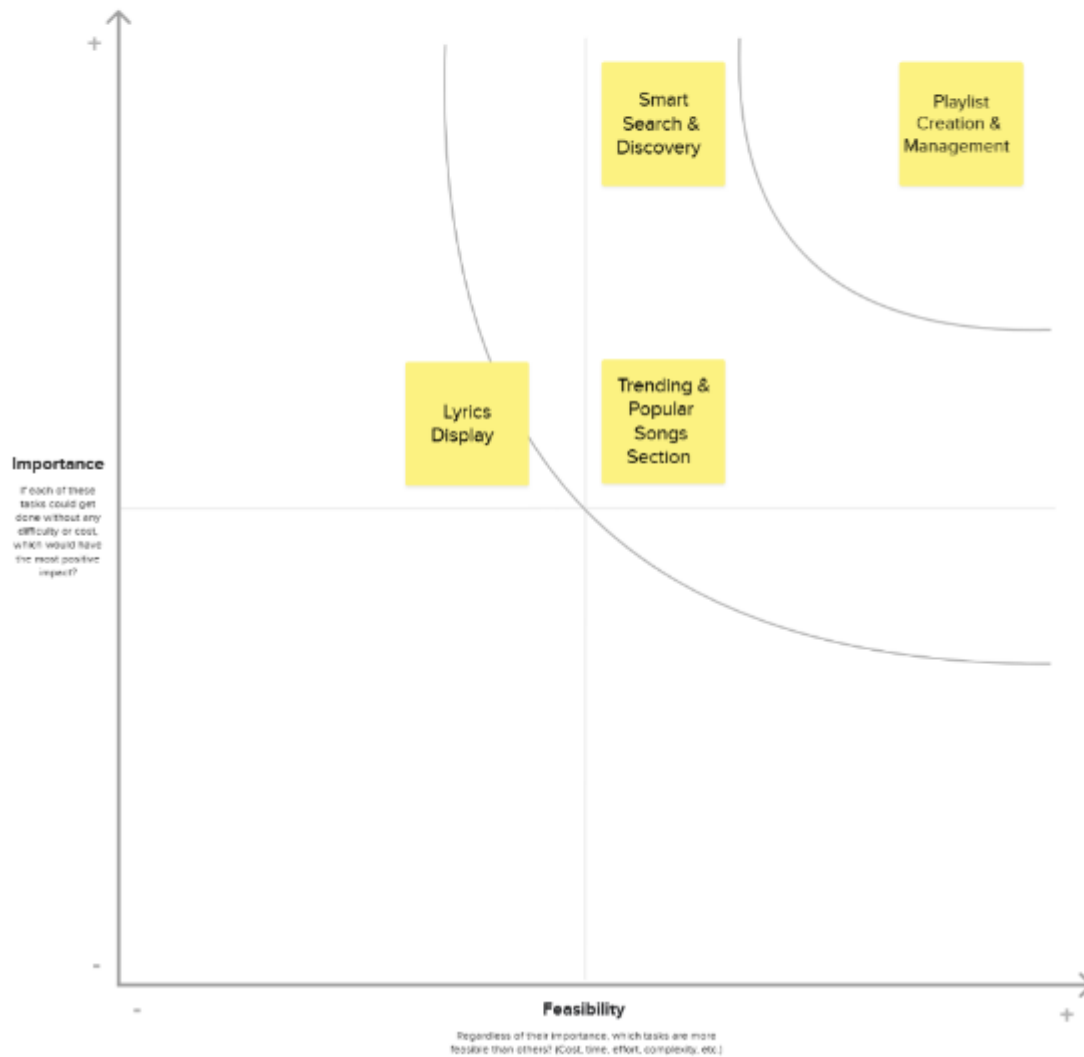 +
Smart
Search &
Discovery
Playlist
Creation &
Management
Lyrics
Display
Trending &
Popular
Songs
Section
Importance
If each of these
tasks could get
done without any
difficulty or cost,
which would have
the most positive
impact?
-
-
Feasibility
+
Regardless of their importance, which tasks are more
feasible than others? (Cost, time, effort, complexity, etc.)